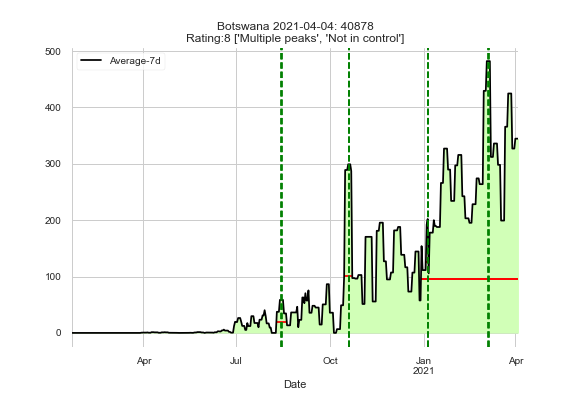 Botswana 2021-04-04: 40878
Rating:8 ['Multiple peaks', 'Not in control']
Average-7d
500
400
300
200
100
0
Apr
Jul
Oct
Jan
2021
Apr
Date